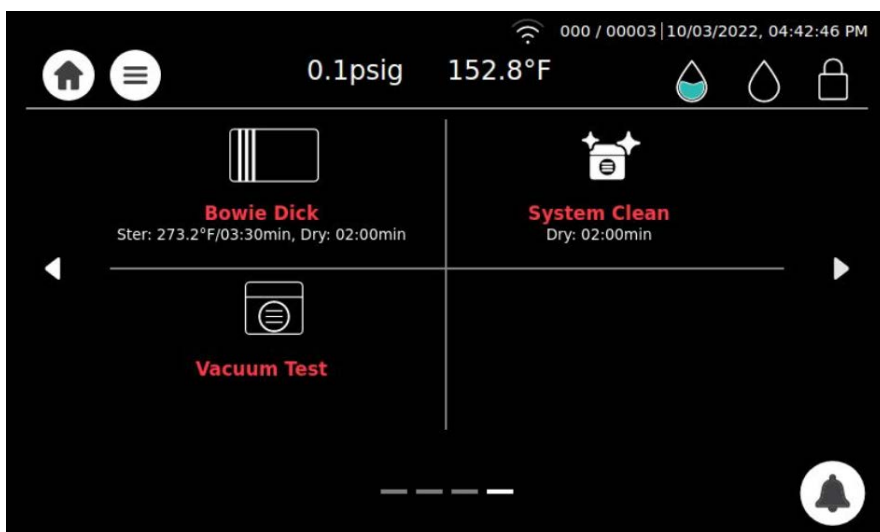 000 / 00003|10/03/2022, 04:42:46 PM
0.1psig 152.8°F
Bowie Dick
Ster: 273.2°F/03:30min, Dry: 02:00min
System Clean
Dry: 02:00min
Vacuum Test